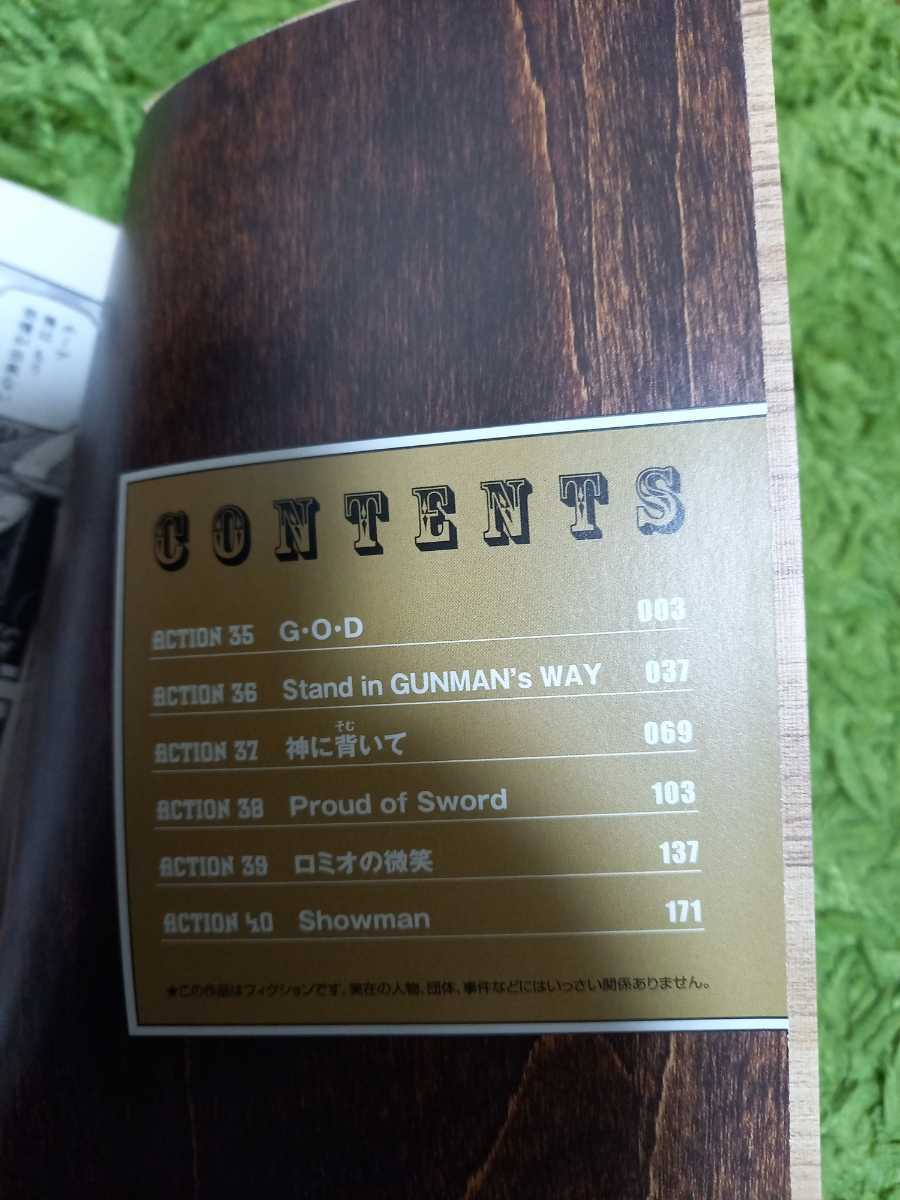 CONTENTS
ACTION 35 G・O・D 003
ACTION 36 Stand in GUNMAN's WAY 037
ACTION 37 神に背いて 069
そむ
ACTION 38 Proud of Sword 103
ACTION 39 ロミオの微笑 137
ACTION 40 Showman 171
★この作品はフィクションです。実在の人物、団体、事件などにはいっさい関係ありません。